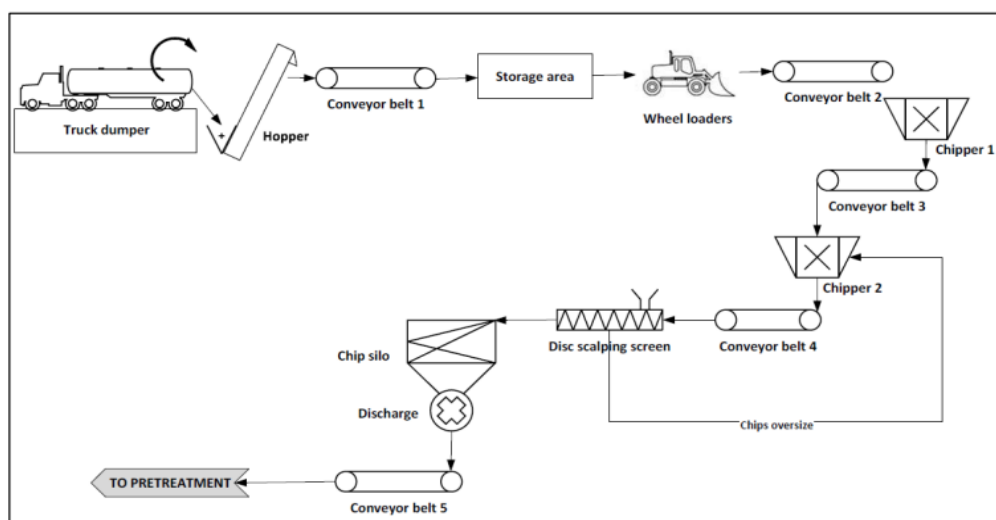 Truck dumper
+
Hopper
Conveyor belt 1
Storage area
Wheel loaders
Conveyor belt 2
Chipper 1
Conveyor belt 3
Chipper 2
Conveyor belt 4
Disc scalping screen
Chips oversize
Chip silo
Discharge
Conveyor belt 5
TO PRETREATMENT